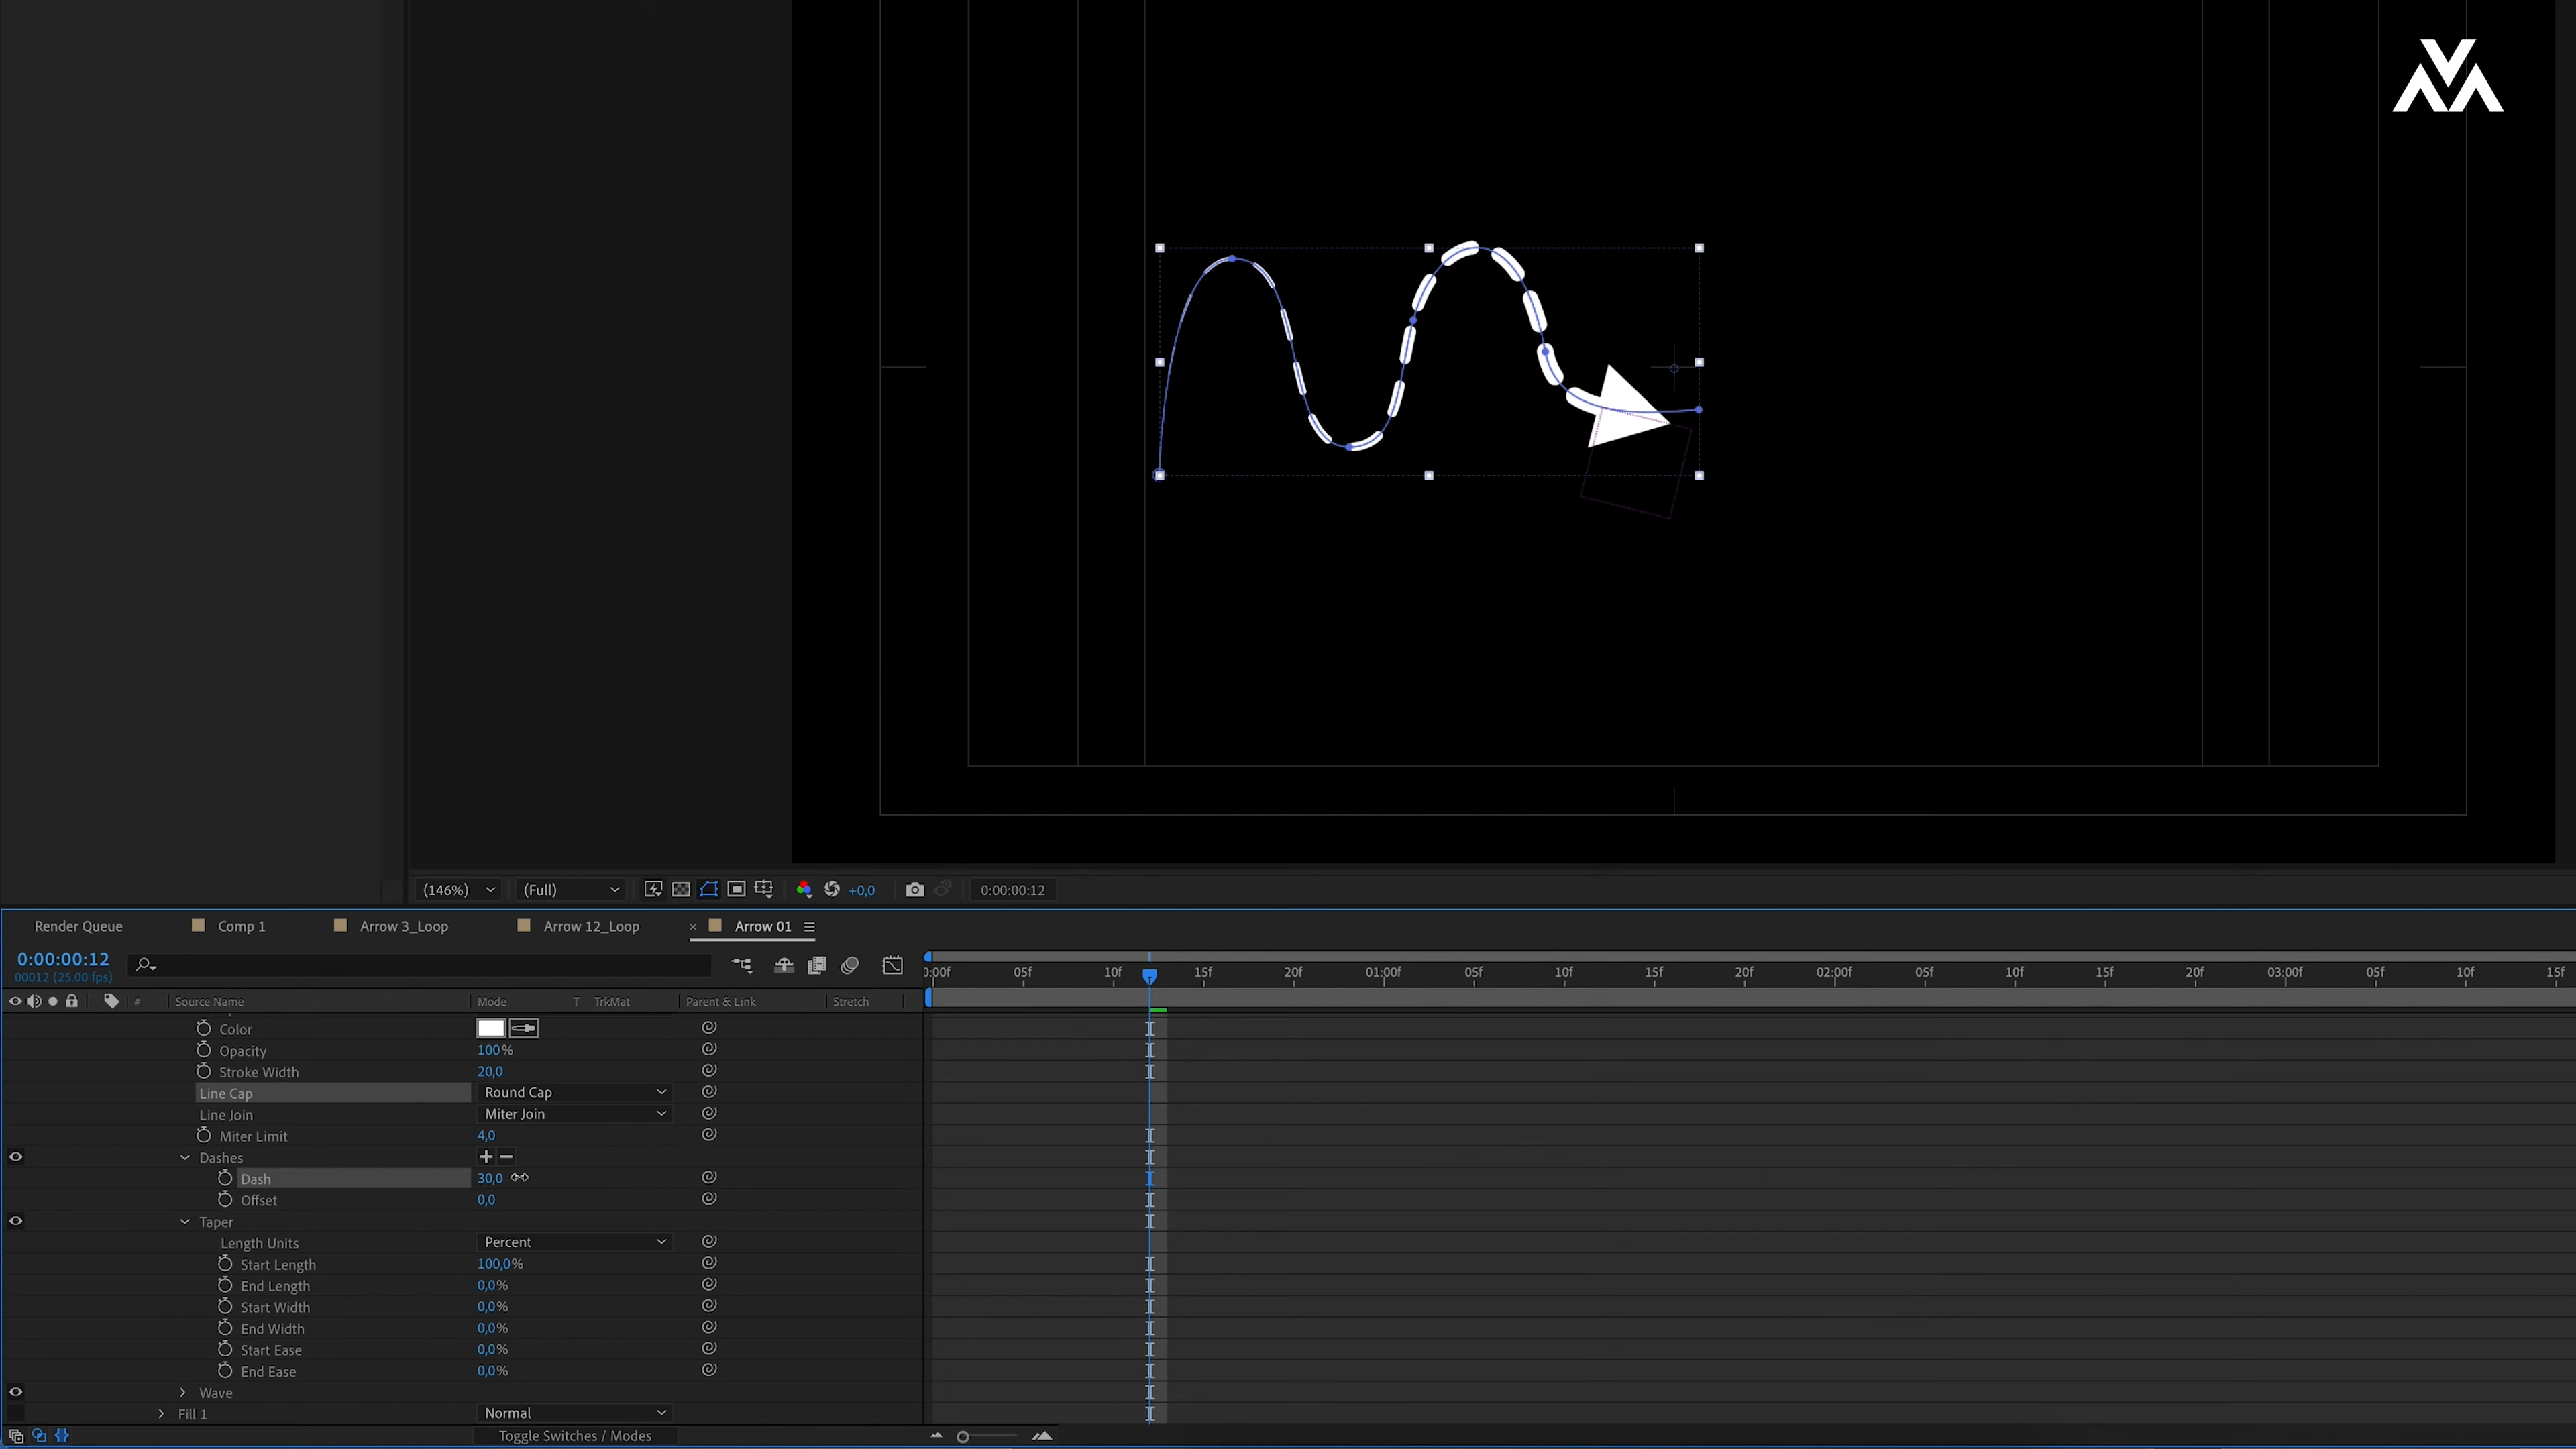 (146%) (Full) +0,0 0:00:00:12
Render Queue Comp 1 Arrow 3_Loop Arrow 12_Loop × Arrow 01
0:00:00:12
00012 (25.00 fps)
0:00f 05f 10f 15f 20f 01:00f 05f 10f 15f 20f 02:00f 05f 10f 15f 20f 03:00f 05f 10f 15f
# Source Name Mode T TrkMat Parent & Link Stretch
Color
Opacity 100%
Stroke Width 20,0
Line Cap Round Cap
Line Join Miter Join
Miter Limit 4,0
Dashes + −
Dash 30,0
Offset 0,0
Taper
Length Units Percent
Start Length 100,0%
End Length 0,0%
Start Width 0,0%
End Width 0,0%
Start Ease 0,0%
End Ease 0,0%
Wave
Fill 1 Normal
Toggle Switches / Modes